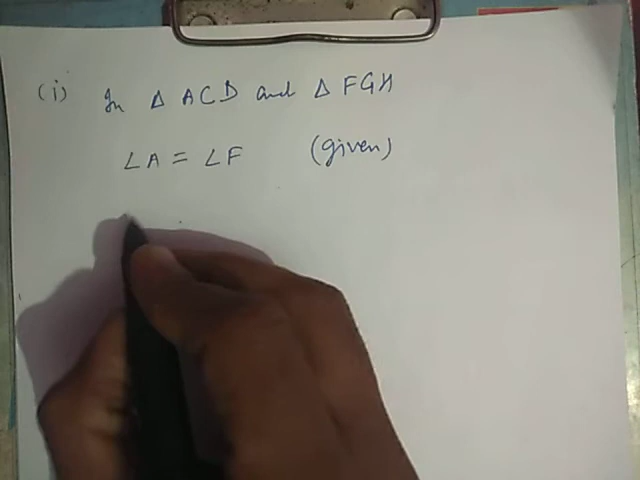 (i) In Δ ACD and Δ FGH
∠A = ∠F (given)